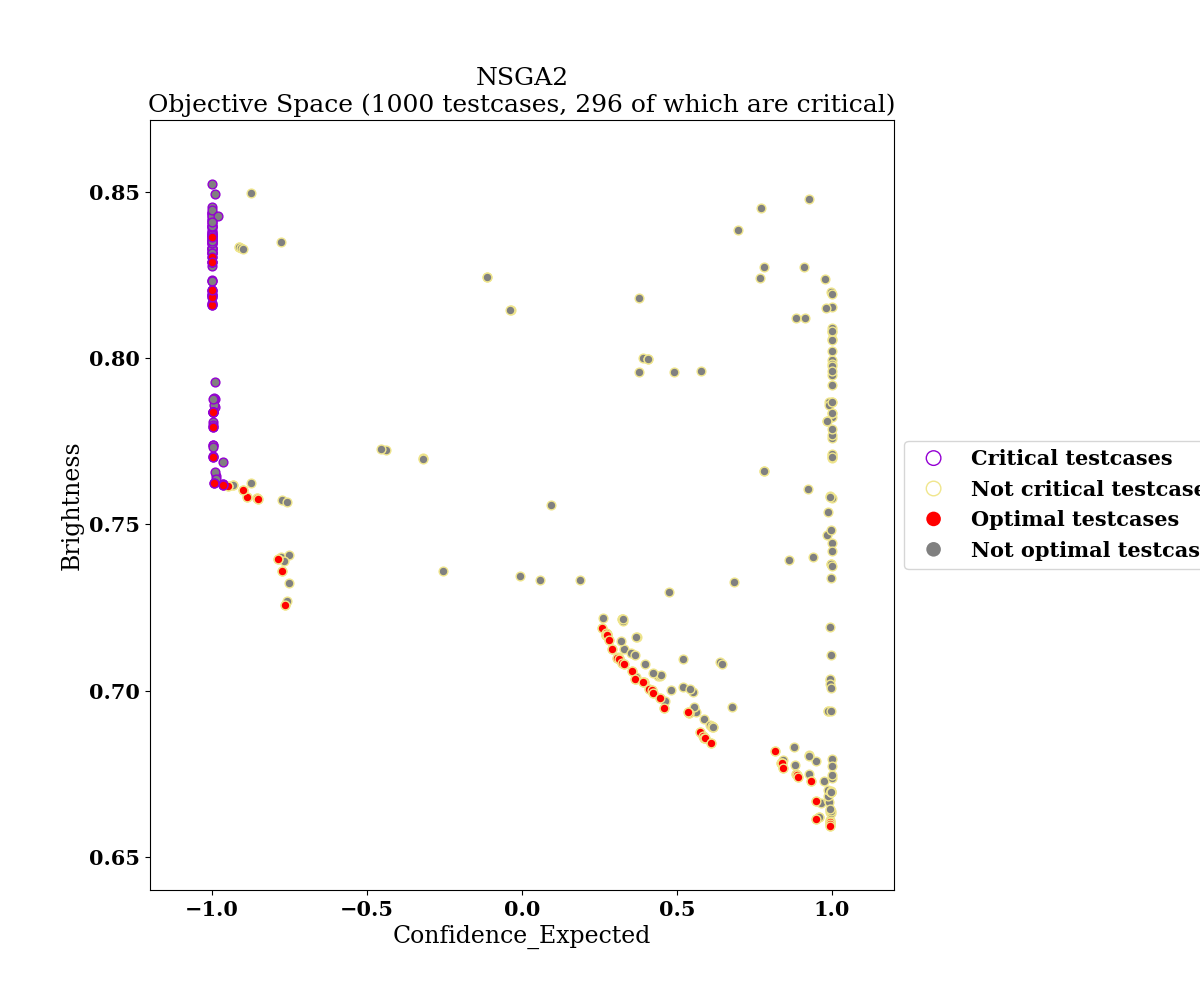 NSGA2
Objective Space (1000 testcases, 296 of which are critical)
0.85
0.80
0.75
0.70
0.65
Brightness
−1.0
−0.5
0.0
0.5
1.0
Confidence_Expected
Critical testcases
Not critical testcase
Optimal testcases
Not optimal testcas